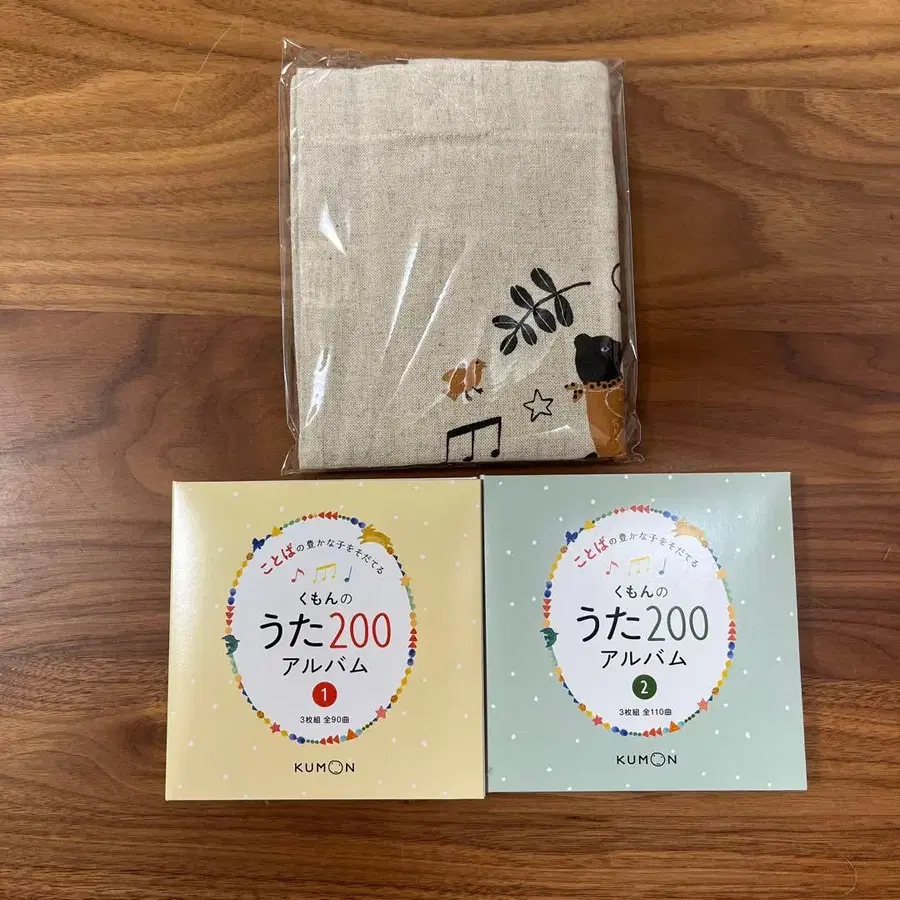 ことばの豊かな子をそだてる
くもんの
うた200
アルバム
1
3枚組 全90曲
KUMON
ことばの豊かな子をそだてる
くもんの
うた200
アルバム
2
3枚組 全110曲
KUMON